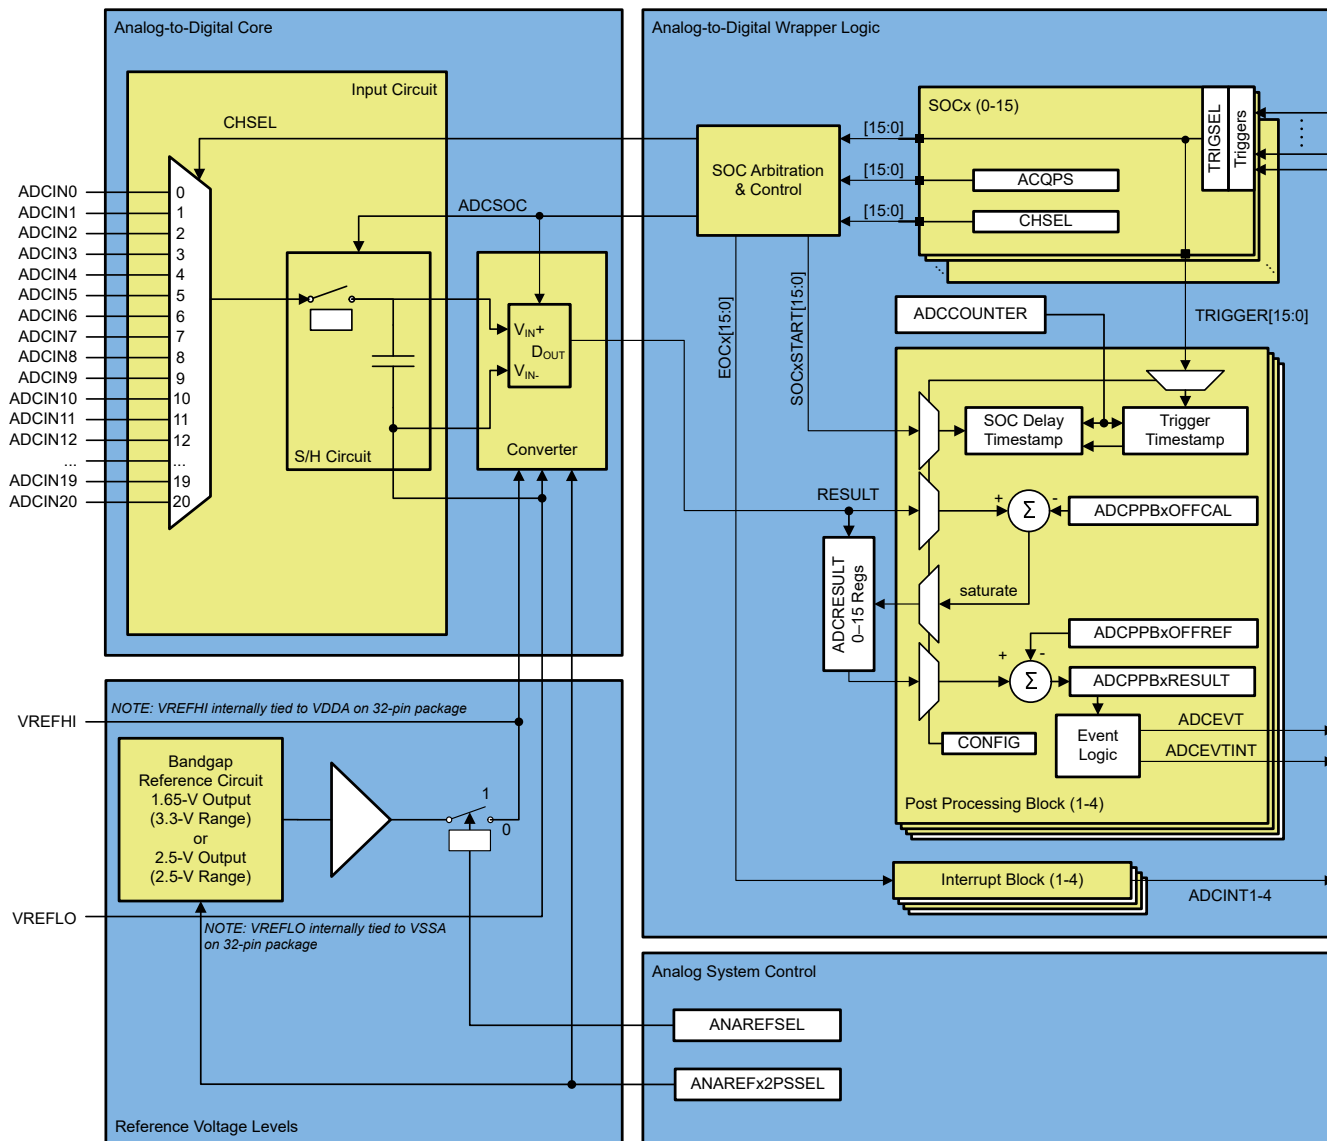 Analog-to-Digital Core
Input Circuit
CHSEL
ADCIN0
ADCIN1
ADCIN2
ADCIN3
ADCIN4
ADCIN5
ADCIN6
ADCIN7
ADCIN8
ADCIN9
ADCIN10
ADCIN11
ADCIN12
...
ADCIN19
ADCIN20
0
1
2
3
4
5
6
7
8
9
10
11
12
...
19
20
ADCSOC
S/H Circuit
VIN+
DOUT
VIN-
Converter
Analog-to-Digital Wrapper Logic
SOC Arbitration
& Control
[15:0]
[15:0]
[15:0]
SOCx (0-15)
TRIGSEL
Triggers
ACQPS
CHSEL
EOCx[15:0]
SOCxSTART[15:0]
ADCCOUNTER
TRIGGER[15:0]
SOC Delay
Timestamp
Trigger
Timestamp
RESULT
+
Σ
-
ADCPPBxOFFCAL
ADCRESULT
0–15 Regs
saturate
ADCPPBxOFFREF
+
-
Σ
ADCPPBxRESULT
CONFIG
Event
Logic
ADCEVT
ADCEVTINT
Post Processing Block (1-4)
Interrupt Block (1-4)
ADCINT1-4
VREFHI
NOTE: VREFHI internally tied to VDDA on 32-pin package
Bandgap
Reference Circuit
1.65-V Output
(3.3-V Range)
or
2.5-V Output
(2.5-V Range)
1
0
VREFLO
NOTE: VREFLO internally tied to VSSA
on 32-pin package
Reference Voltage Levels
Analog System Control
ANAREFSEL
ANAREFx2PSSEL